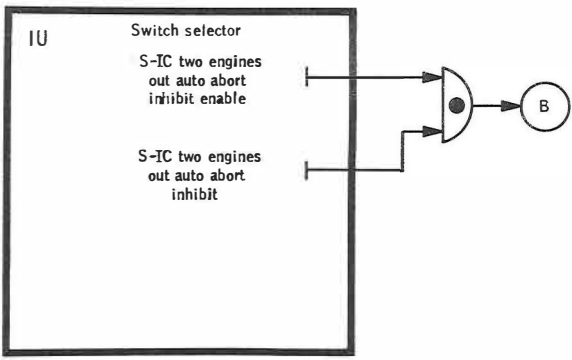 IU
Switch selector
S-IC two engines
out auto abort
inhibit enable
S-IC two engines
out auto abort
inhibit
B